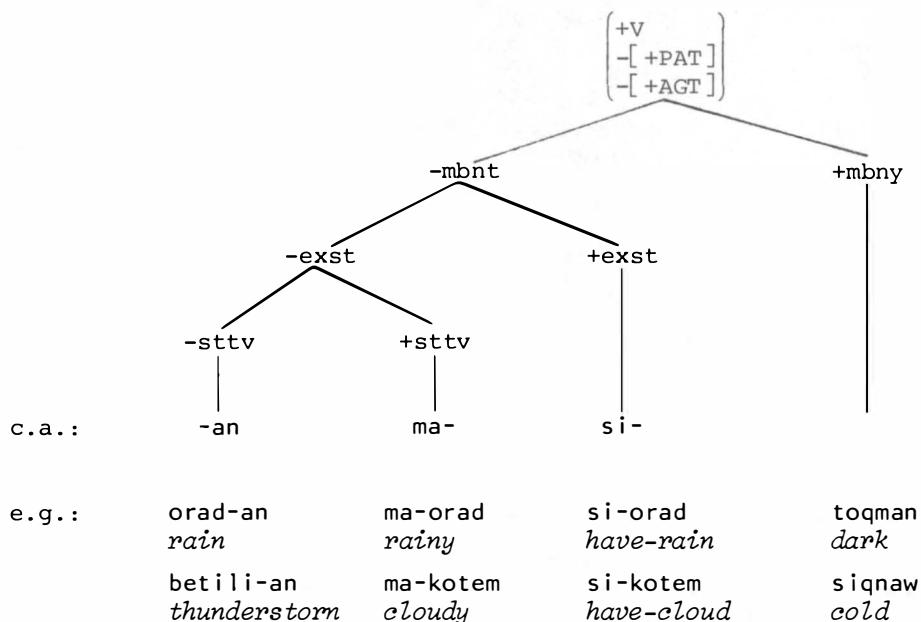 +V
-[ +PAT ]
-[ +AGT ]
-mbnt +mbny
-exst +exst
-sttv +sttv
c.a.: -an ma- si-
e.g.: orad-an ma-orad si-orad toqman
rain rainy have-rain dark
betili-an ma-kotem si-kotem siqnaw
thunderstorn cloudy have-cloud cold